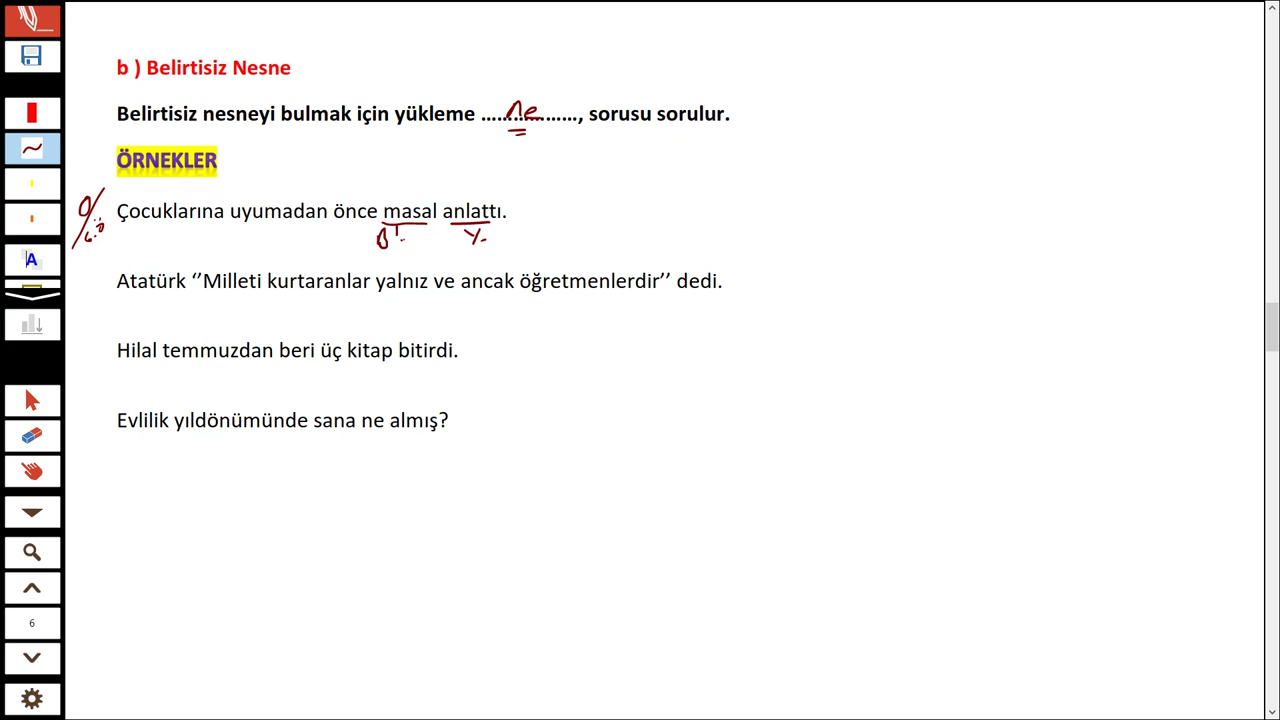 b ) Belirtisiz Nesne
Belirtisiz nesneyi bulmak için yükleme ......ne......, sorusu sorulur.
ÖRNEKLER
O/ Çocuklarına uyumadan önce masal anlattı.
Y.
Atatürk ‘’Milleti kurtaranlar yalnız ve ancak öğretmenlerdir’’ dedi.
Hilal temmuzdan beri üç kitap bitirdi.
Evlilik yıldönümünde sana ne almış?
A
6